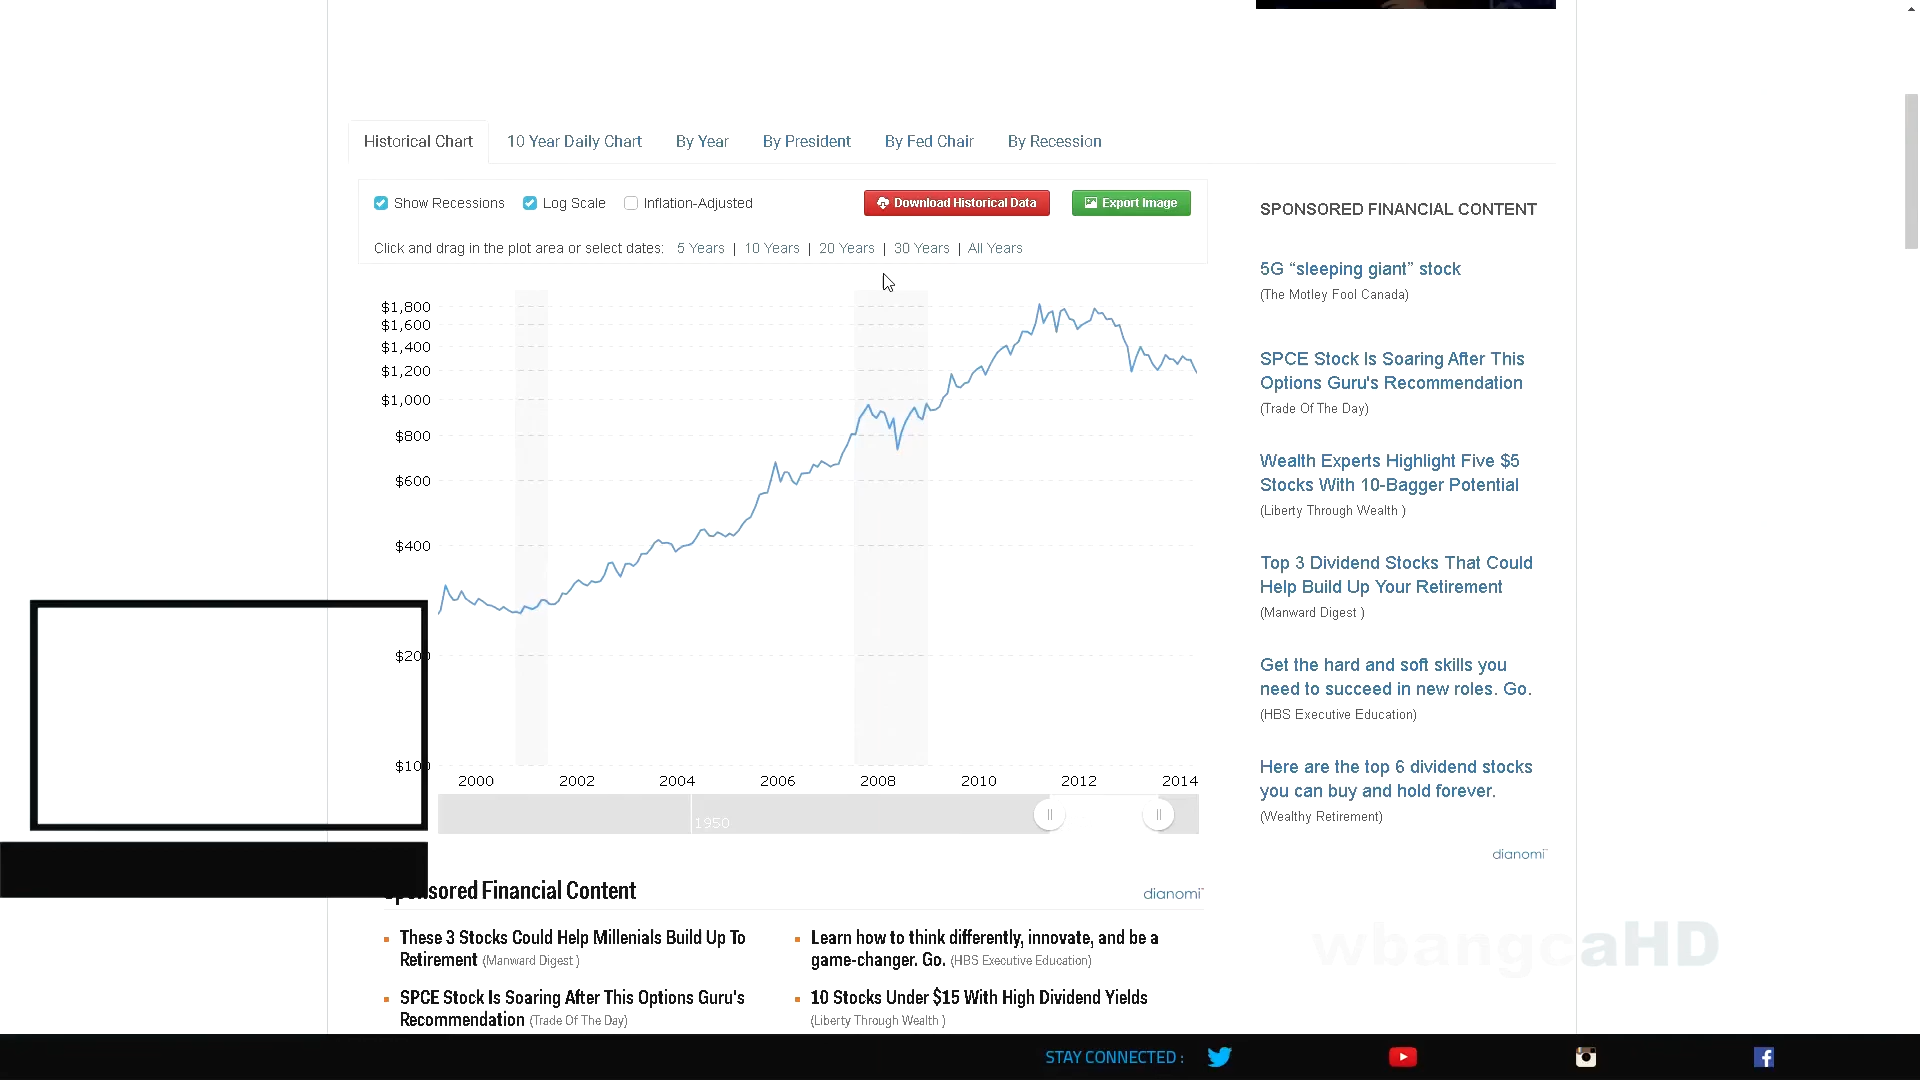 Historical Chart
10 Year Daily Chart
By Year
By President
By Fed Chair
By Recession
Show Recessions
Log Scale
Inflation-Adjusted
Download Historical Data
Export Image
Click and drag in the plot area or select dates: 5 Years | 10 Years | 20 Years | 30 Years | All Years
$1,800
$1,600
$1,400
$1,200
$1,000
$800
$600
$400
$200
$100
2000 2002 2004 2006 2008 2010 2012 2014
1950
SPONSORED FINANCIAL CONTENT
5G “sleeping giant” stock
(The Motley Fool Canada)
SPCE Stock Is Soaring After This
Options Guru's Recommendation
(Trade Of The Day)
Wealth Experts Highlight Five $5
Stocks With 10-Bagger Potential
(Liberty Through Wealth )
Top 3 Dividend Stocks That Could
Help Build Up Your Retirement
(Manward Digest )
Get the hard and soft skills you
need to succeed in new roles. Go.
(HBS Executive Education)
Here are the top 6 dividend stocks
you can buy and hold forever.
(Wealthy Retirement)
dianomi
Sponsored Financial Content
dianomi
These 3 Stocks Could Help Millenials Build Up To
Retirement (Manward Digest )
SPCE Stock Is Soaring After This Options Guru's
Recommendation (Trade Of The Day)
Learn how to think differently, innovate, and be a
game-changer. Go. (HBS Executive Education)
10 Stocks Under $15 With High Dividend Yields
(Liberty Through Wealth )
wbangcaHD
STAY CONNECTED :